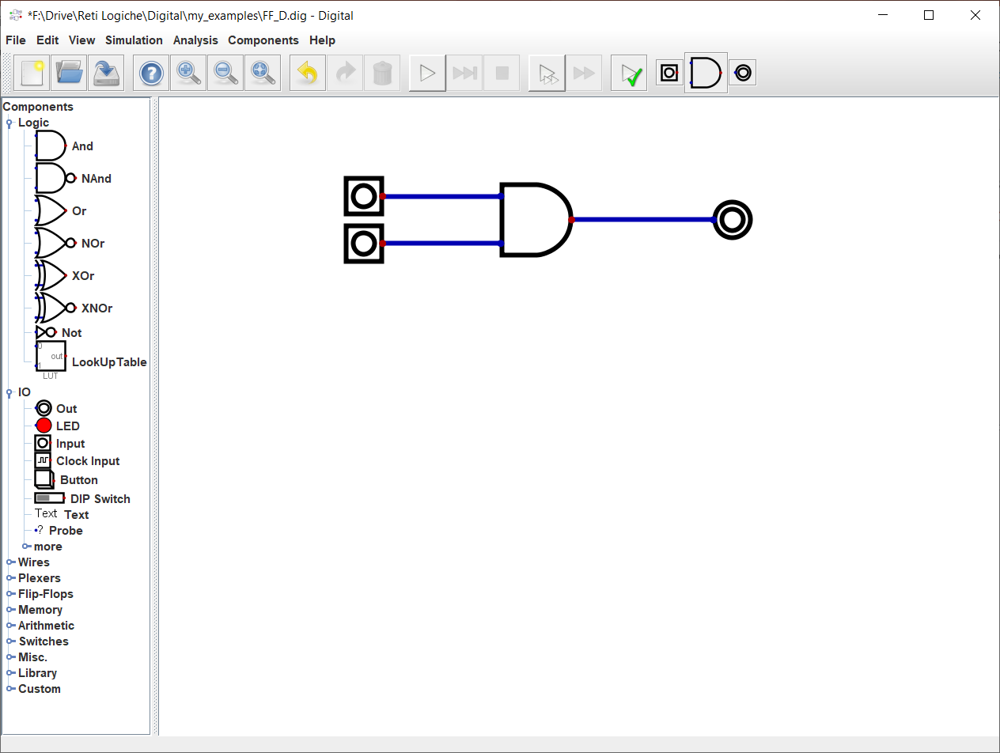 *F:\Drive\Reti Logiche\Digital\my_examples\FF_D.dig - Digital
File Edit View Simulation Analysis Components Help
Components
Logic
And
NAnd
Or
NOr
XOr
XNOr
Not
0
out
1
LookUpTable
LUT
IO
Out
LED
Input
Clock Input
Button
DIP Switch
Text Text
? Probe
more
Wires
Plexers
Flip-Flops
Memory
Arithmetic
Switches
Misc.
Library
Custom